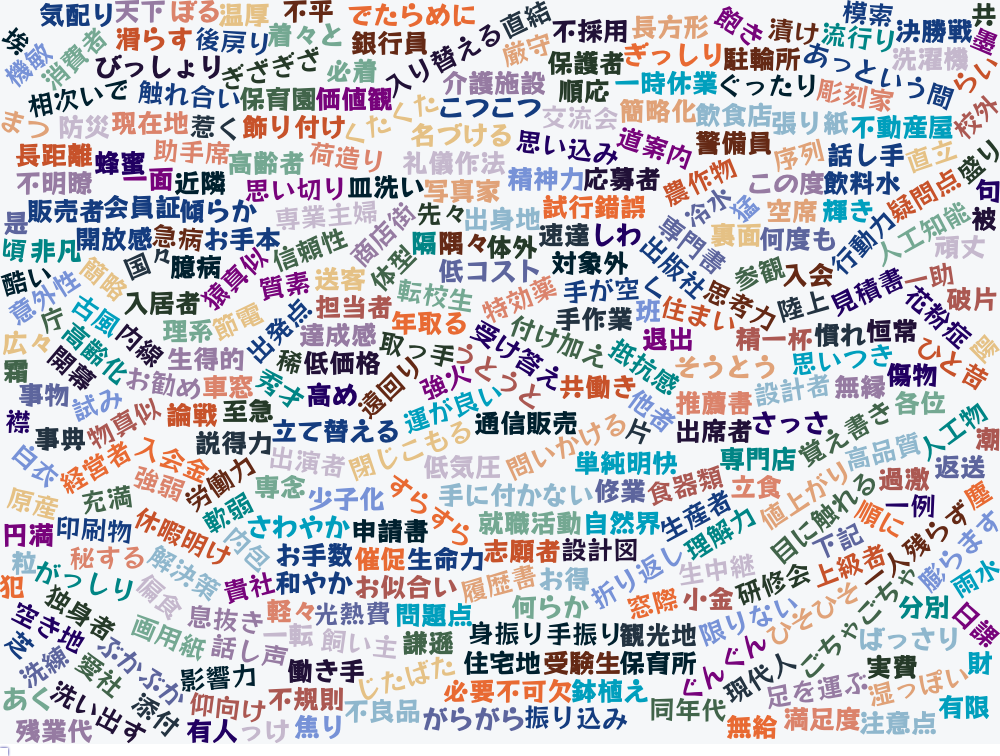 気配り 天下 ぼる 温厚 不平 でたらめに 直結 不採用 長方形 飽き 漬け 模索 決勝戦 共
埃 機敏 消費者 滑らす 後戻り 着々と 銀行員 入り替える 厳守 保護者 ぎっしり 駐輪所 流行り 洗濯機 墨
びっしょり ぎざぎざ 必着 介護施設 順応 一時休業 ぐったり あっという間 らい
相次いで 触れ合い 保育園 価値観 くたくた こつこつ 交流会 簡略化 飲食店 彫刻家 張り紙 不動産屋 校外
まつ 防災 現在地 惹く 飾り付け 名づける 思い込み 道案内 警備員 序列 話し手 直立 盛り
長距離 蜂蜜 助手席 高齢者 荷造り 礼儀作法 農作物
不明瞭 一面 近隣 思い切り 皿洗い 写真家 精神力 応募者 冷水 この度 飲料水 疑問点 句
是 販売者 会員証 傾らか 専業主婦 商店街 先々 出身地 試行錯誤 専門書 猛 空席 輝き 行動力 人工知能 被
頃 非凡 開放感 急病 お手本 信頼性 隔 隅々 体外 速達 しわ 出版社 裏面 何度も 頑丈
酷い 簡略 国々 臆病 猿真似 体型 低コスト 対象外 参観 入会 一助
意外性 入居者 質素 送客 転校生 特効薬 手が空く 思考力 陸上 見積書 花粉症 破片
庁 古風 内線 理系 節電 出発点 担当者 年取る 手作業 班 住まい
広々 高齢化 達成感 取っ手 受け答え 付け加え 抵抗感 退出 精一杯 慣れ 恒常 ひと昔 陽
霜 開幕 生得的 稀 低価格 うとうと そうとう 思いつき
事物 お勧め 車窓 秀才 高め 遠回り 強火 共働き 他者 設計者 無縁 傷物
襟 試み 物真似 論戦 至急 運が良い 通信販売 片 推薦書 さっさ 各位
事典 説得力 立て替える 閉じこもる 問いかける 出席者 覚え書き 人工物 潮
白衣 経営者 入会金 出演者 低気圧 単純明快 専門店 高品質 返送
原産 充満 強弱 労働力 専念 少子化 すらすら 手に付かない 修業 食器類 立食 値上がり 過激 一例 塵
円満 印刷物 休暇明け 軟弱 さわやか 申請書 就職活動 自然界 生産者 理解力 目に触れる 順に
粒 秘する 解決策 内包 お手数 催促 生命力 志願者 設計図 下記 一人残らず 膨らます
犯 がっしり 偏食 貴社 和やか お似合い 履歴書 お得 折り返し 生中継 研修会 上級者 雨水
独身者 息抜き 軽々 光熱費 問題点 何らか 窓際 小金 ごちゃごちゃ 分別 日課
空き地 画用紙 話し声 一転 飼い主 謙遜 身振り手振り 観光地 限りない ひそひそ ばっさり
芝 洗滌 愛社 ぶかぶか 影響力 働き手 じたばた 住宅地 受験生 保育所 ぐんぐん 現代人 実費 財
あく 洗い出す 添付 仰向け 不規則 必要不可欠 鉢植え 足を運ぶ 湿っぽい
残業代 有人 つけ 焦り 不良品 がらがら 振り込み 同年代 無給 満足度 注意点 有限